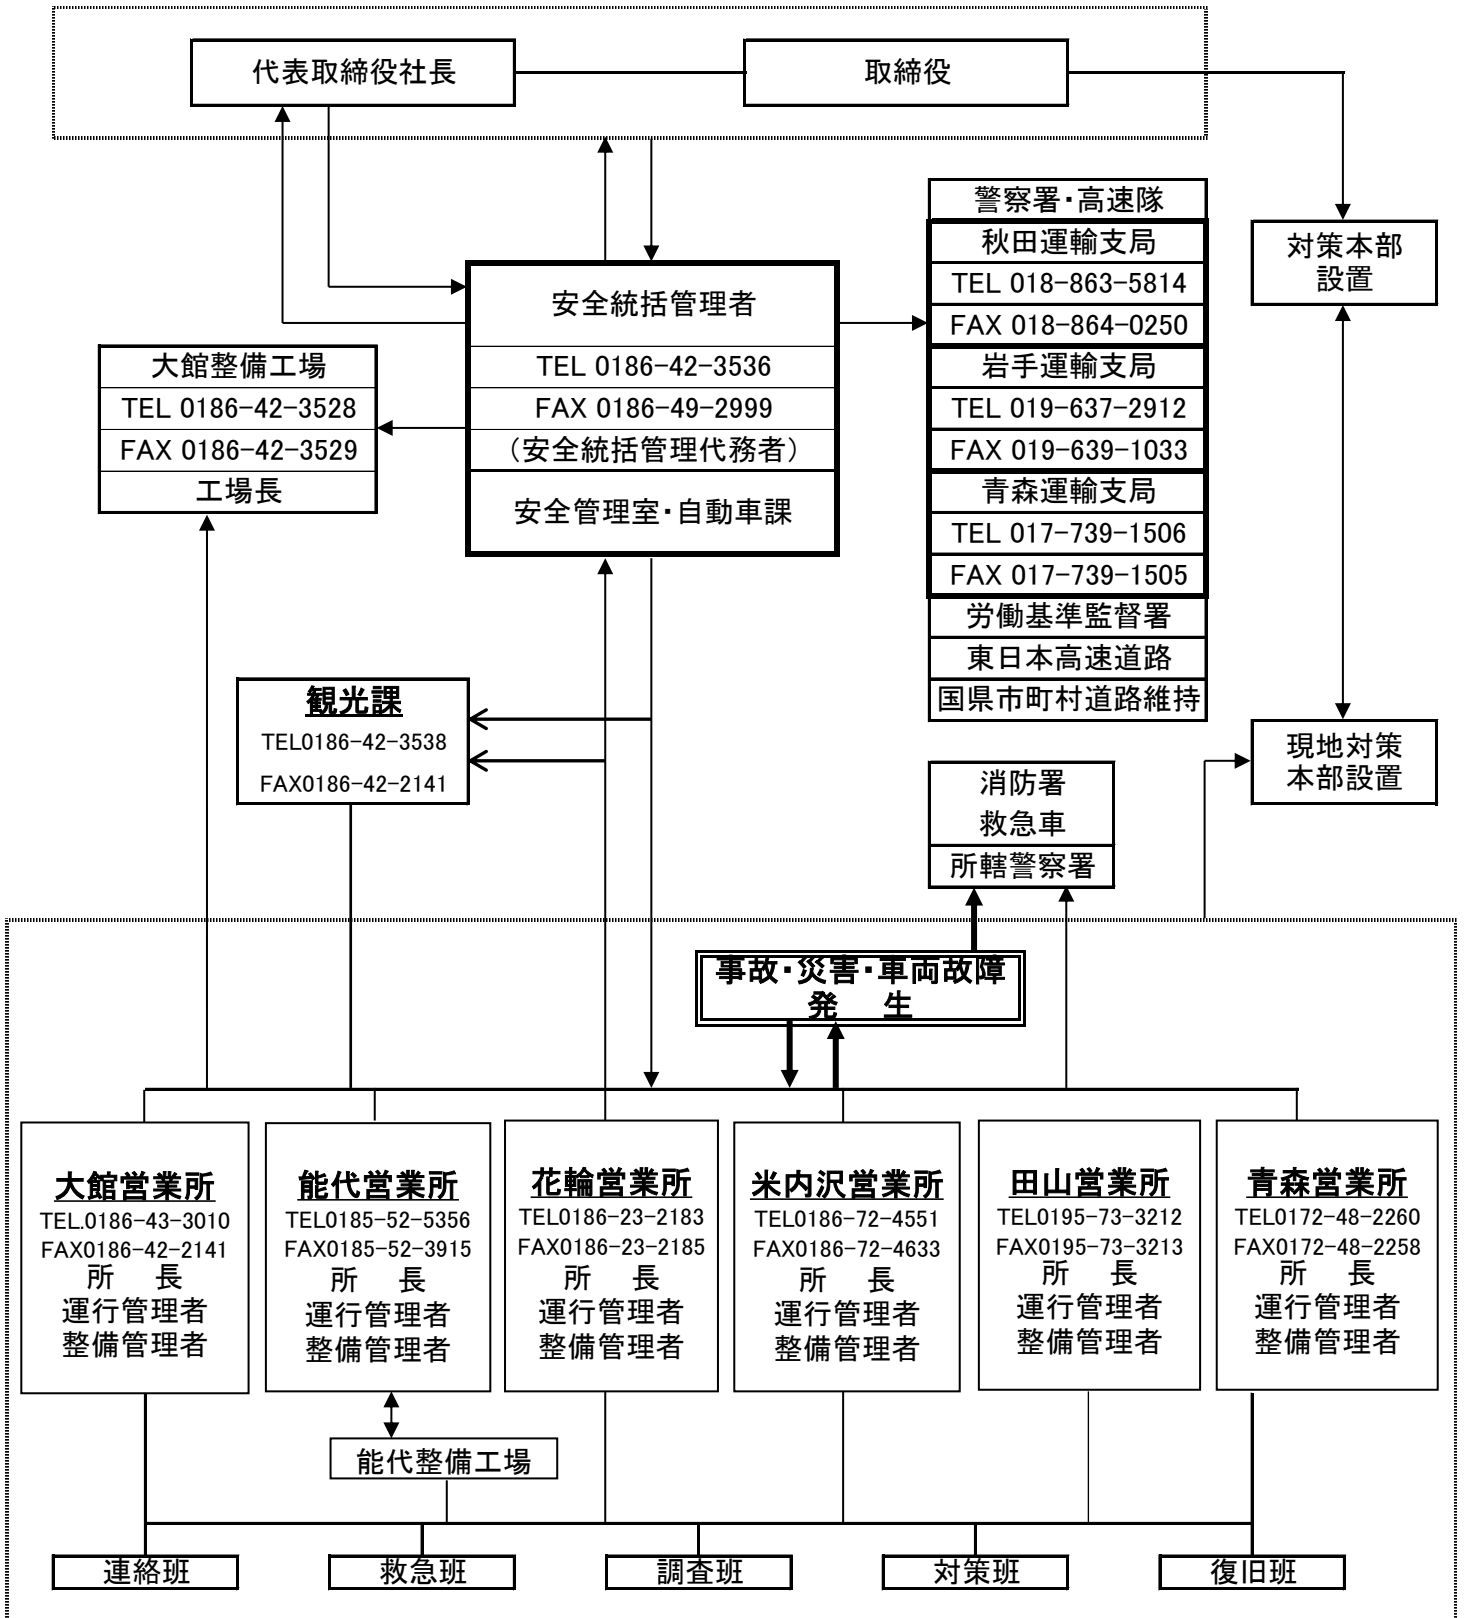 代表取締役社長
取締役
警察署・高速隊
秋田運輸支局
TEL 018-863-5814
FAX 018-864-0250
岩手運輸支局
TEL 019-637-2912
FAX 019-639-1033
青森運輸支局
TEL 017-739-1506
FAX 017-739-1505
労働基準監督署
東日本高速道路
国県市町村道路維持
対策本部
設置
安全統括管理者
TEL 0186-42-3536
FAX 0186-49-2999
（安全統括管理代務者）
安全管理室・自動車課
大館整備工場
TEL 0186-42-3528
FAX 0186-42-3529
工場長
観光課
TEL0186-42-3538
FAX0186-42-2141
現地対策
本部設置
消防署
救急車
所轄警察署
事故・災害・車両故障
発　生
大館営業所
TEL.0186-43-3010
FAX0186-42-2141
所　長
運行管理者
整備管理者
能代営業所
TEL0185-52-5356
FAX0185-52-3915
所　長
運行管理者
整備管理者
花輪営業所
TEL0186-23-2183
FAX0186-23-2185
所　長
運行管理者
整備管理者
米内沢営業所
TEL0186-72-4551
FAX0186-72-4633
所　長
運行管理者
整備管理者
田山営業所
TEL0195-73-3212
FAX0195-73-3213
所　長
運行管理者
整備管理者
青森営業所
TEL0172-48-2260
FAX0172-48-2258
所　長
運行管理者
整備管理者
能代整備工場
連絡班
救急班
調査班
対策班
復旧班